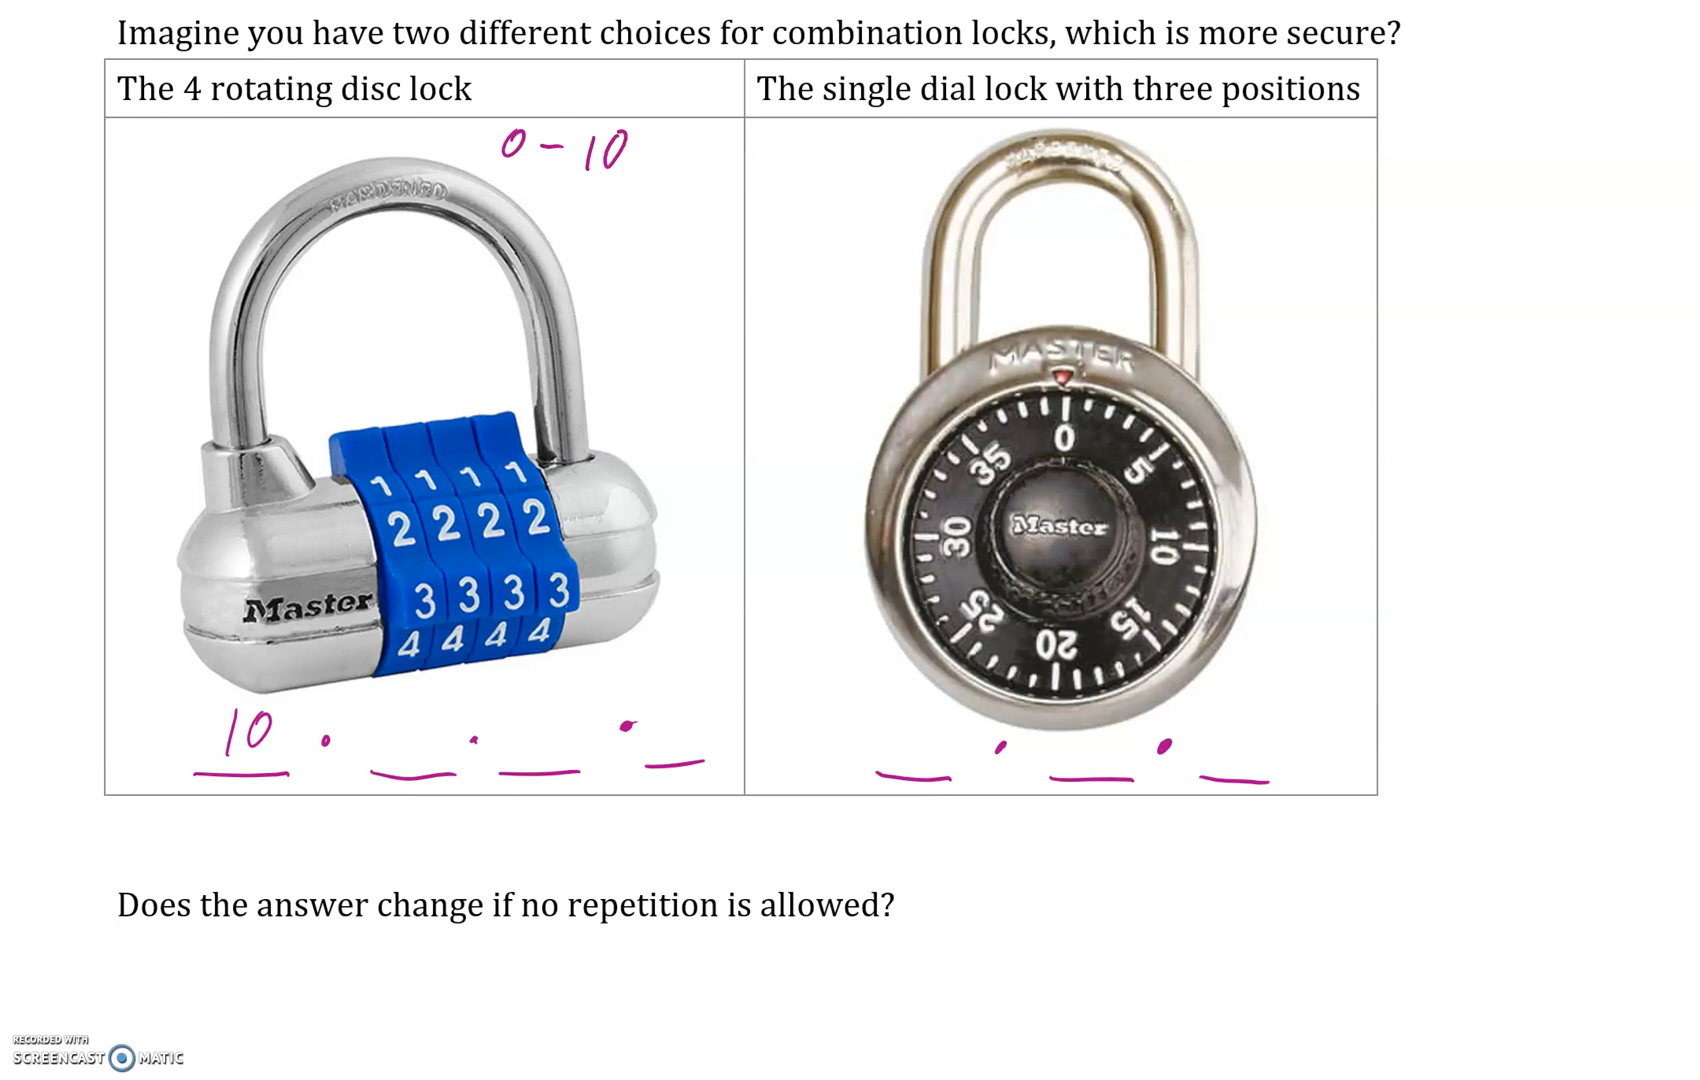 Imagine you have two different choices for combination locks, which is more secure?
The 4 rotating disc lock
The single dial lock with three positions
0 - 10
1 1 1 1
2 2 2 2
3 3 3 3
4 4 4 4
Master
10
MASTER
0
5
10
15
20
25
30
35
Master
Does the answer change if no repetition is allowed?
RECORDED WITH
SCREENCAST MATIC